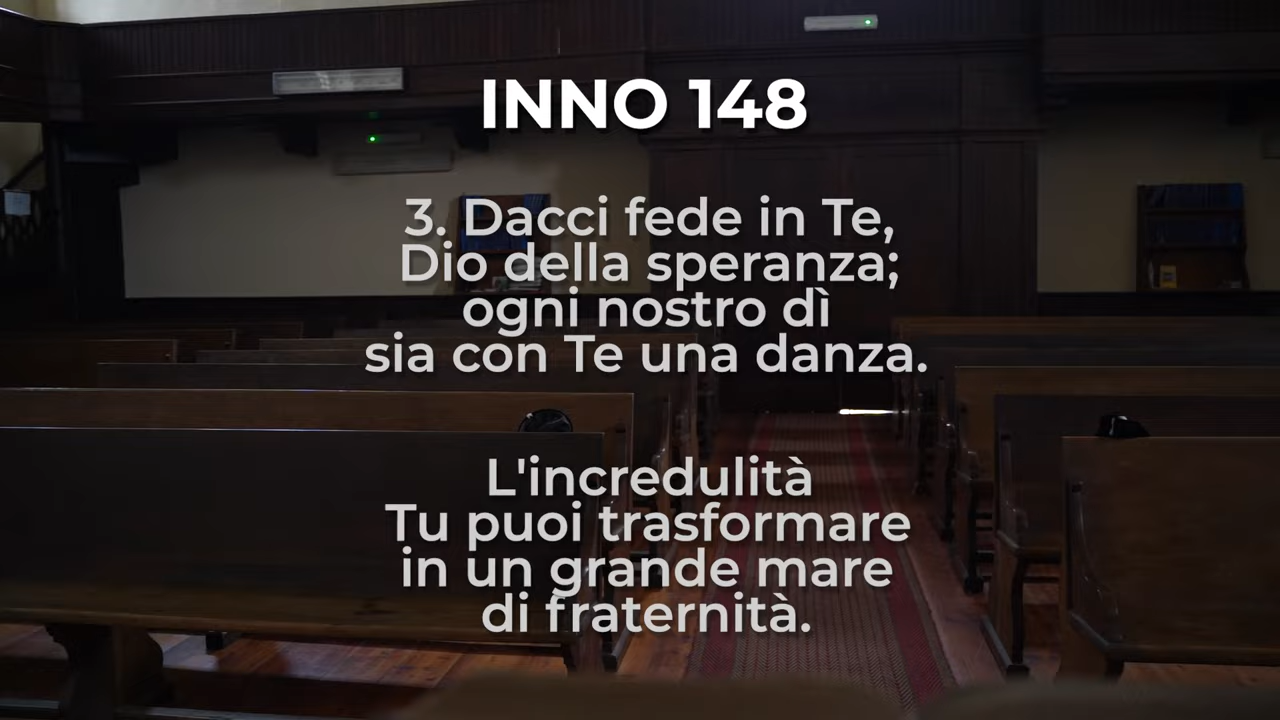 INNO 148
3. Dacci fede in Te,
Dio della speranza;
ogni nostro dì
sia con Te una danza.
L'incredulità
Tu puoi trasformare
in un grande mare
di fraternità.